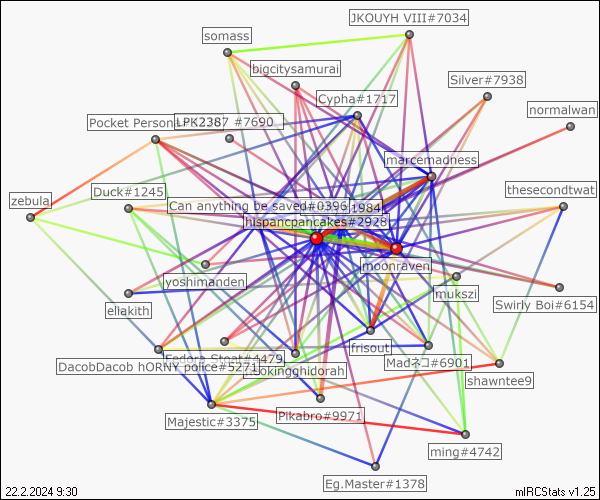 JKOUYH VIII#7034
somass
bigcitysamurai
Silver#7938
Cypha#1717
normalwan
Pocket Person
LPK2387 #7690
marcemadness
Duck#1245
thesecondtwat
zebula
Can anything be saved#0396
1984
hispancpancakes#2928
moonraven
yoshimanden
mukszi
ellakith
Swirly Boi#6154
frisout
Fedora Stoat#4479
Madネコ#6901
DacobDacob hORNY police#5271
okingghidorah
shawntee9
Majestic#3375
Pikabro#9971
ming#4742
Eg.Master#1378
22.2.2024 9:30
mIRCStats v1.25